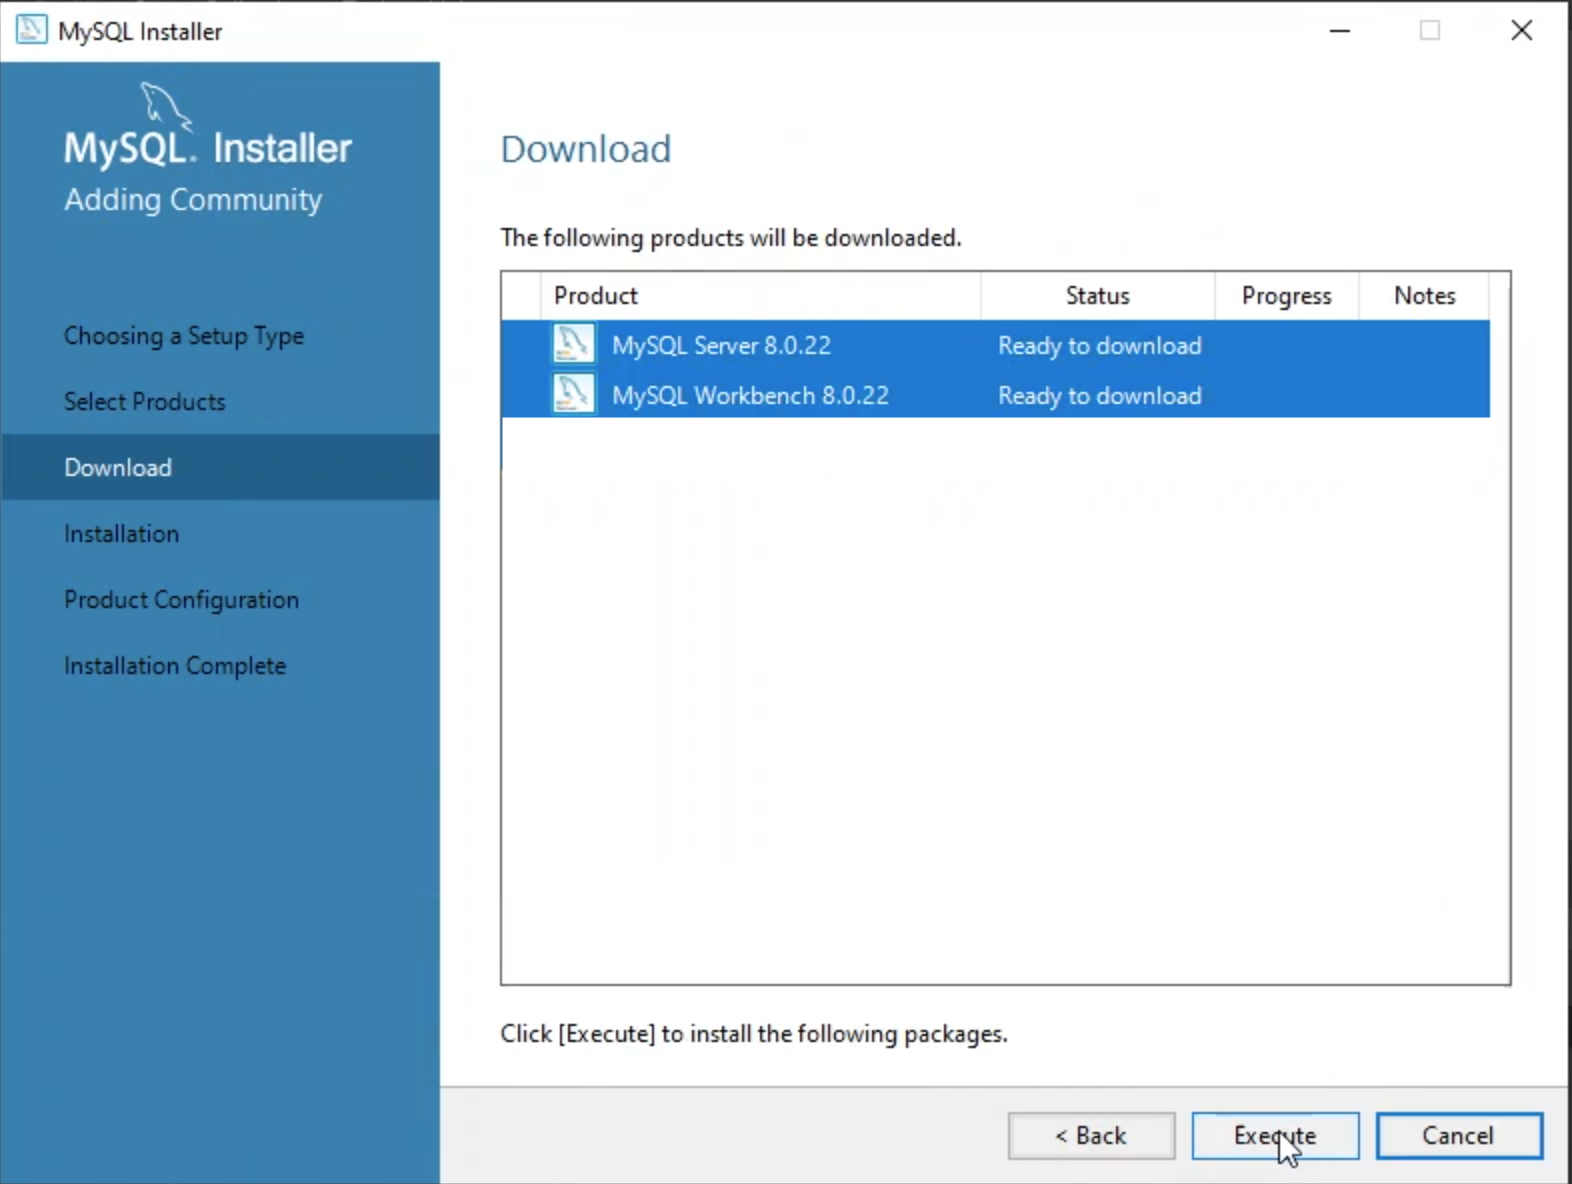 MySQL Installer
MySQL. Installer
Adding Community
Choosing a Setup Type
Select Products
Download
Installation
Product Configuration
Installation Complete
Download
The following products will be downloaded.
Product Status Progress Notes
MySQL Server 8.0.22 Ready to download
MySQL Workbench 8.0.22 Ready to download
Click [Execute] to install the following packages.
< Back Execute Cancel